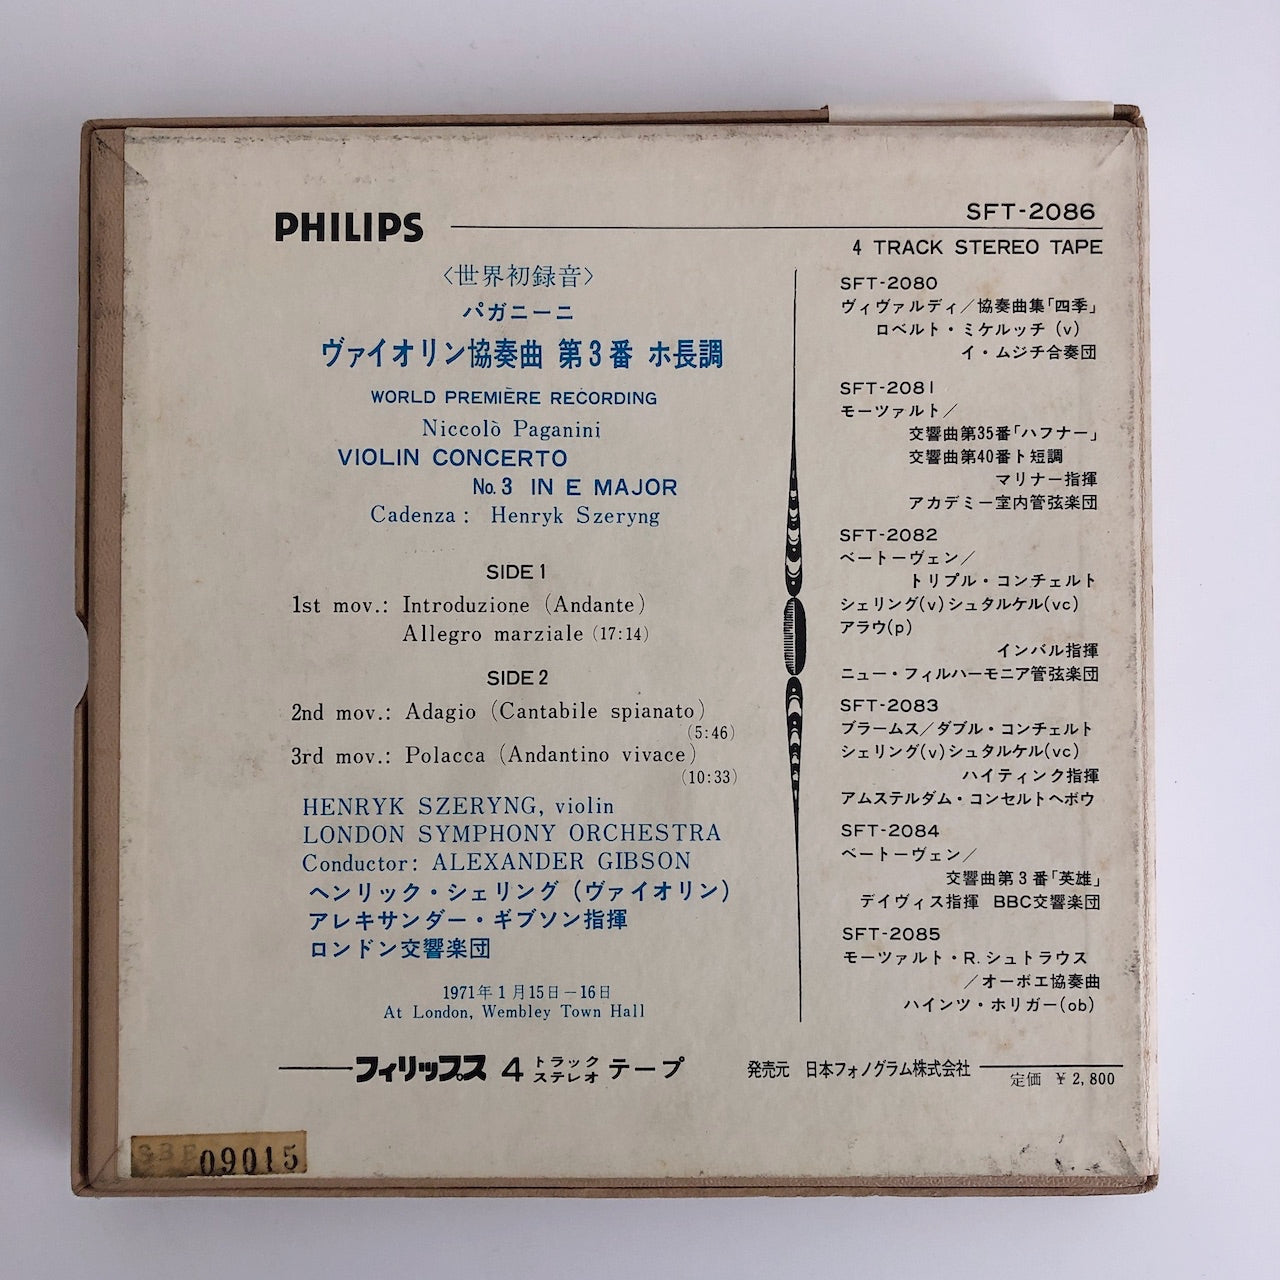 PHILIPS
SFT-2086
4 TRACK STEREO TAPE
〈世界初録音〉
パガニーニ
ヴァイオリン協奏曲 第3番 ホ長調
WORLD PREMIÈRE RECORDING
Niccolò Paganini
VIOLIN CONCERTO
No. 3 IN E MAJOR
Cadenza : Henryk Szeryng
SIDE 1
1st mov.: Introduzione (Andante)
Allegro marziale (17:14)
SIDE 2
2nd mov.: Adagio (Cantabile spianato)
(5:46)
3rd mov.: Polacca (Andantino vivace)
(10:33)
HENRYK SZERYNG, violin
LONDON SYMPHONY ORCHESTRA
Conductor: ALEXANDER GIBSON
ヘンリック・シェリング(ヴァイオリン)
アレキサンダー・ギブソン指揮
ロンドン交響楽団
1971年1月15日−16日
At London, Wembley Town Hall
SFT-2080
ヴィヴァルディ/協奏曲集「四季」
ロベルト・ミケルッチ (v)
イ・ムジチ合奏団
SFT-2081
モーツァルト/
交響曲第35番「ハフナー」
交響曲第40番ト短調
マリナー指揮
アカデミー室内管弦楽団
SFT-2082
ベートーヴェン/
トリプル・コンチェルト
シェリング(v)シュタルケル(vc)
アラウ(p)
インバル指揮
ニュー・フィルハーモニア管弦楽団
SFT-2083
ブラームス/ダブル・コンチェルト
シェリング(v)シュタルケル(vc)
ハイティンク指揮
アムステルダム・コンセルトヘボウ
SFT-2084
ベートーヴェン/
交響曲第3番「英雄」
デイヴィス指揮 BBC交響楽団
SFT-2085
モーツァルト・R.シュトラウス
/オーボエ協奏曲
ハインツ・ホリガー(ob)
フィリップス 4 トラック ステレオ テープ
発売元 日本フォノグラム株式会社
定価 ¥2,800
09015